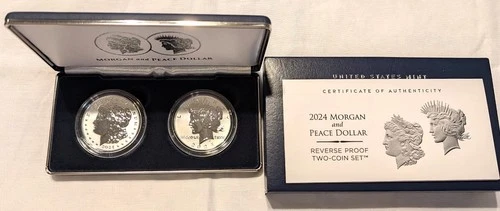 MORGAN and PEACE DOLLAR
UNITED STATES MINT
CERTIFICATE OF AUTHENTICITY
2024 MORGAN
and
PEACE DOLLAR
REVERSE PROOF
TWO-COIN SET™